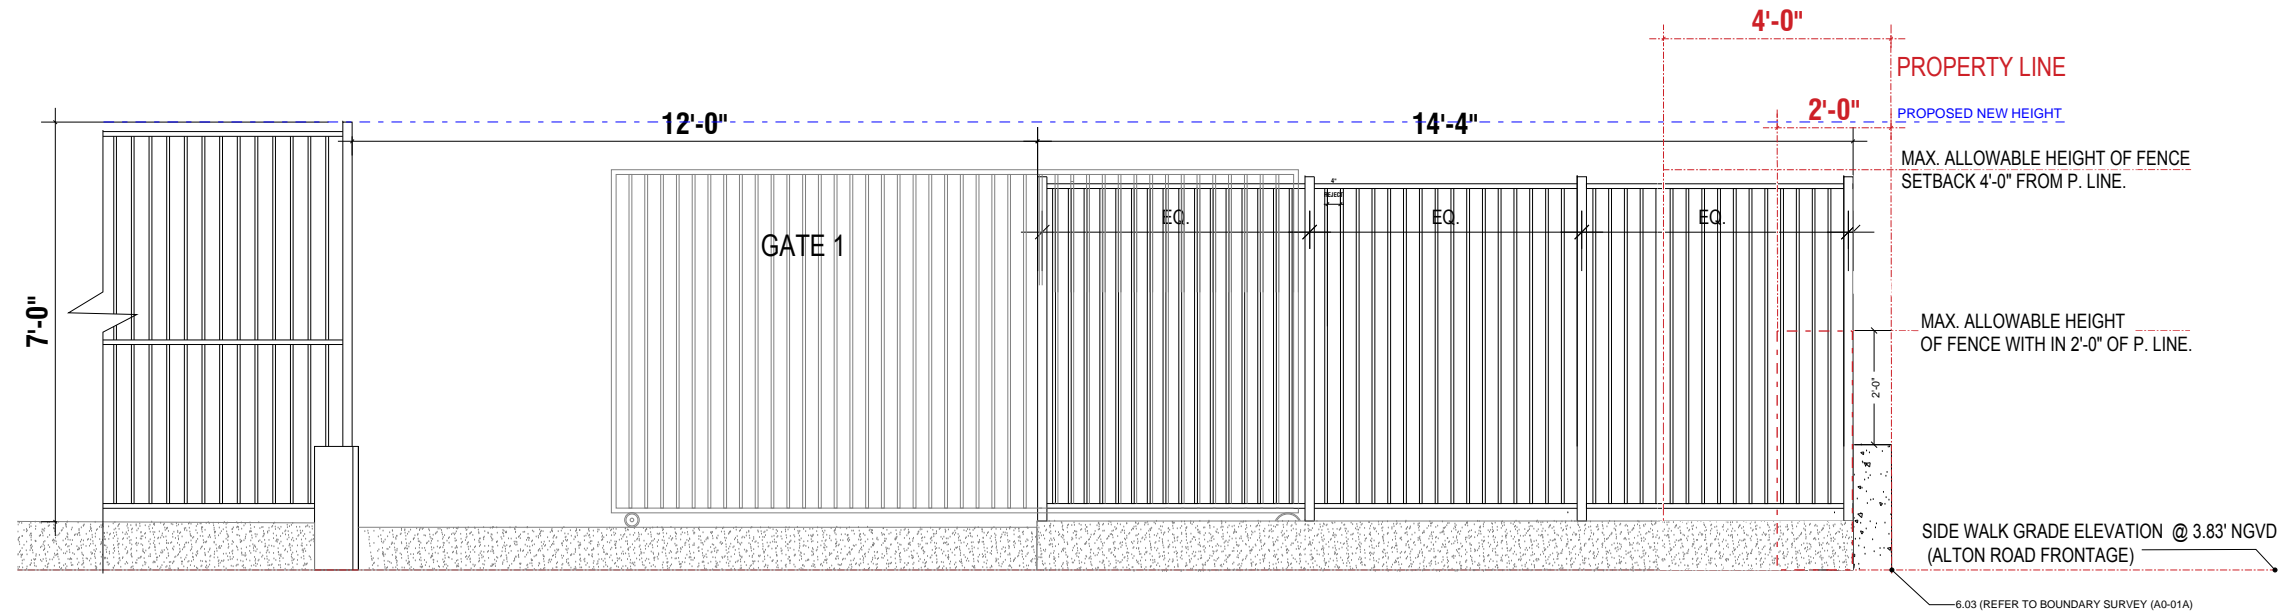 4'-0"
PROPERTY LINE
2'-0"
PROPOSED NEW HEIGHT
12'-0"
14'-4"
MAX. ALLOWABLE HEIGHT OF FENCE
SETBACK 4'-0" FROM P. LINE.
4"
REJECT
EQ.
EQ.
EQ.
GATE 1
7'-0"
MAX. ALLOWABLE HEIGHT
OF FENCE WITH IN 2'-0" OF P. LINE.
2'-0"
SIDE WALK GRADE ELEVATION @ 3.83' NGVD
(ALTON ROAD FRONTAGE)
6.03 (REFER TO BOUNDARY SURVEY (A0-01A)